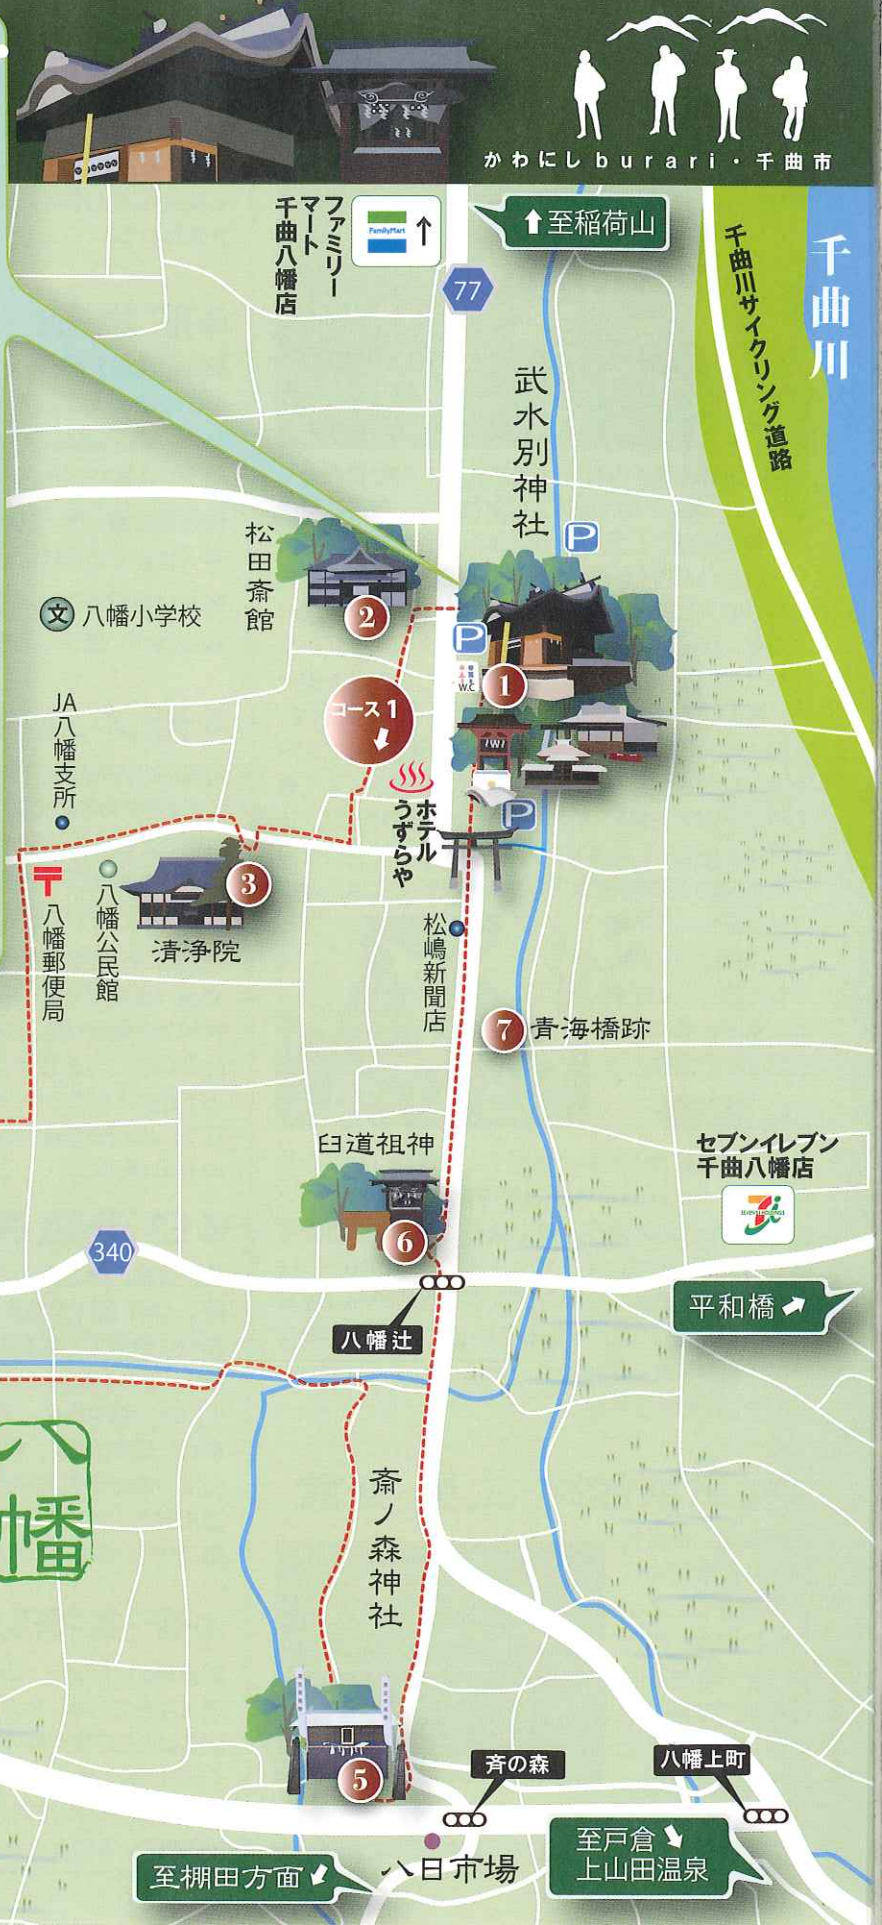 かわにしburari・千曲市
ファミリー
マート
千曲八幡店
FamilyMart
↑
⬆至稲荷山
77
千曲川
千曲川サイクリング道路
武水別神社
P
松田斎館
2
文 八幡小学校
P
W.C
1
コース1
JA八幡支所
P
ホテル
うずらや
3
〒
八幡郵便局
八幡公民館
清浄院
松嶋新聞店
7 青海橋跡
臼道祖神
セブンイレブン
千曲八幡店
6
340
八幡辻
平和橋
八幡
斎ノ森神社
5
斉の森
八幡上町
至戸倉
上山田温泉
八日市場
至棚田方面